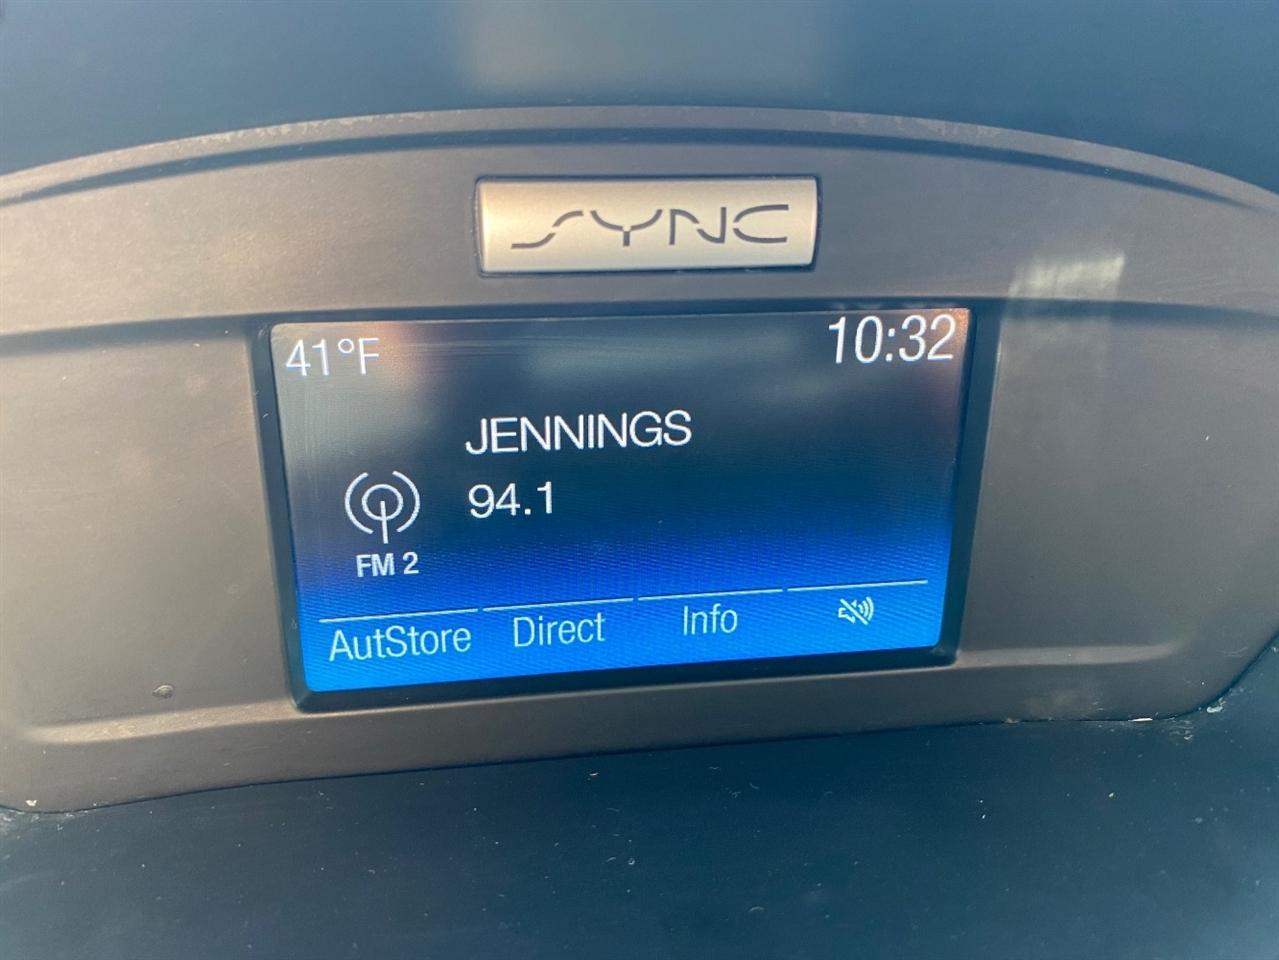 SYNC
41°F 10:32
JENNINGS
94.1
FM 2
AutStore Direct Info